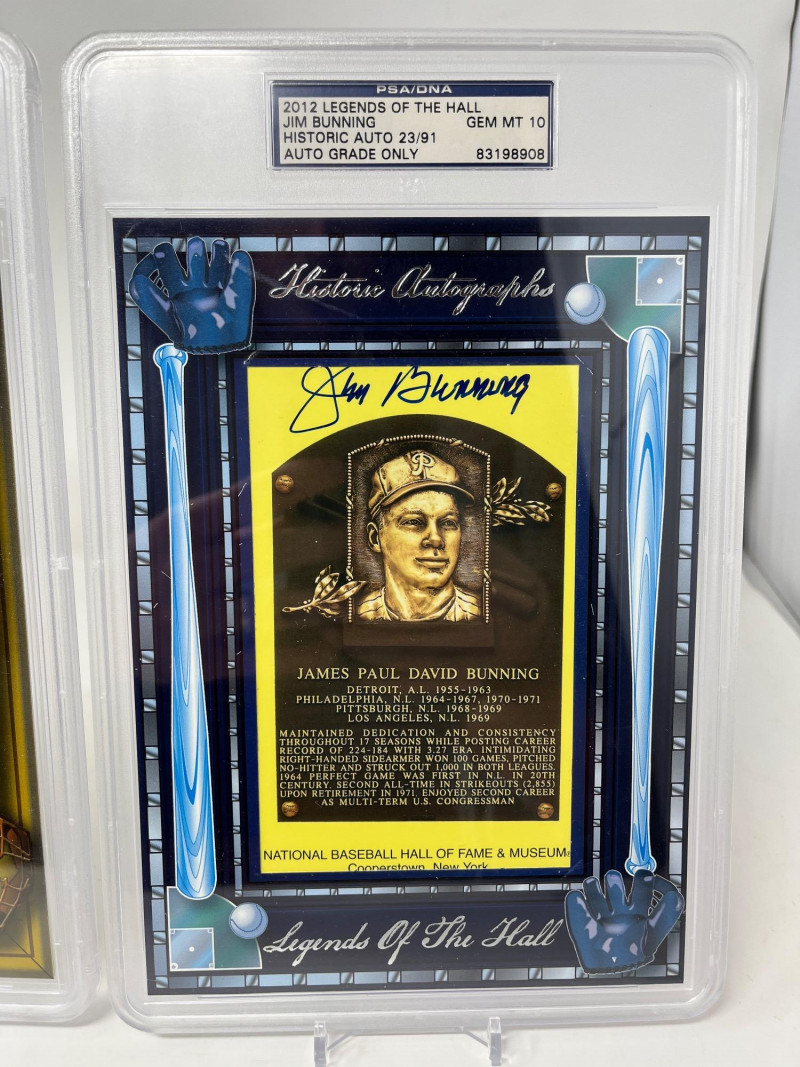 PSA/DNA
2012 LEGENDS OF THE HALL
JIM BUNNING GEM MT 10
HISTORIC AUTO 23/91
AUTO GRADE ONLY 83198908
Historic Autographs
Jim Bunning
P
JAMES PAUL DAVID BUNNING
DETROIT, A.L. 1955-1963
PHILADELPHIA, N.L. 1964-1967, 1970-1971
PITTSBURGH, N.L. 1968-1969
LOS ANGELES, N.L. 1969
MAINTAINED DEDICATION AND CONSISTENCY
THROUGHOUT 17 SEASONS WHILE POSTING CAREER
RECORD OF 224-184 WITH 3.27 ERA. INTIMIDATING
RIGHT-HANDED SIDEARMER WON 100 GAMES, PITCHED
NO-HITTER AND STRUCK OUT 1,000 IN BOTH LEAGUES.
1964 PERFECT GAME WAS FIRST IN N.L. IN 20TH
CENTURY. SECOND ALL-TIME IN STRIKEOUTS (2,855)
UPON RETIREMENT IN 1971. ENJOYED SECOND CAREER
AS MULTI-TERM U.S. CONGRESSMAN
NATIONAL BASEBALL HALL OF FAME & MUSEUM®
Cooperstown, New York
Legends Of The Hall